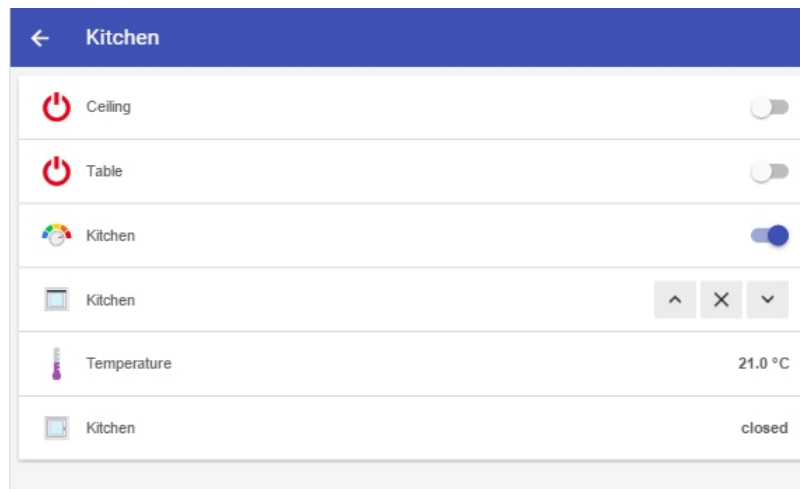 Kitchen
Ceiling
Table
Kitchen
Kitchen
Temperature 21.0 °C
Kitchen closed